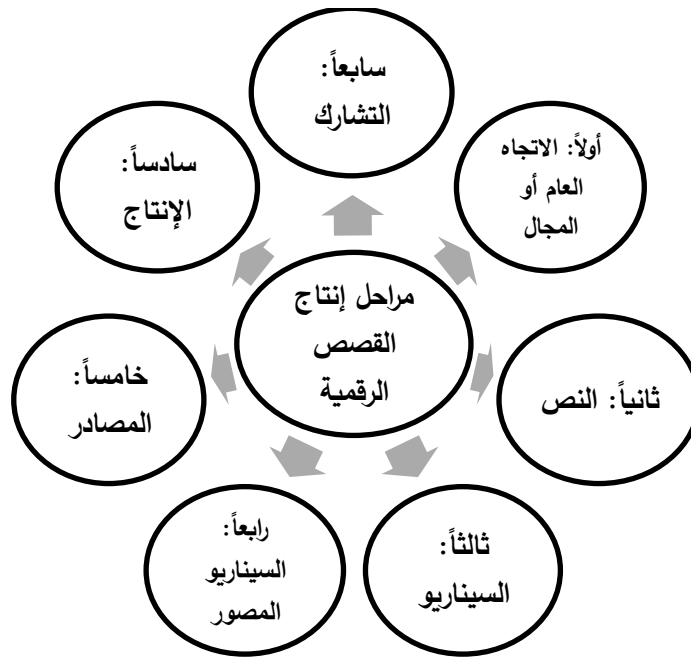 مراحل إنتاج
القصص
الرقمية
أولاً: الاتجاه
العام أو
المجال
ثانياً: النص
ثالثاً:
السيناريو
رابعاً:
السيناريو
المصور
خامساً:
المصادر
سادساً:
الإنتاج
سابعاً:
التشارك